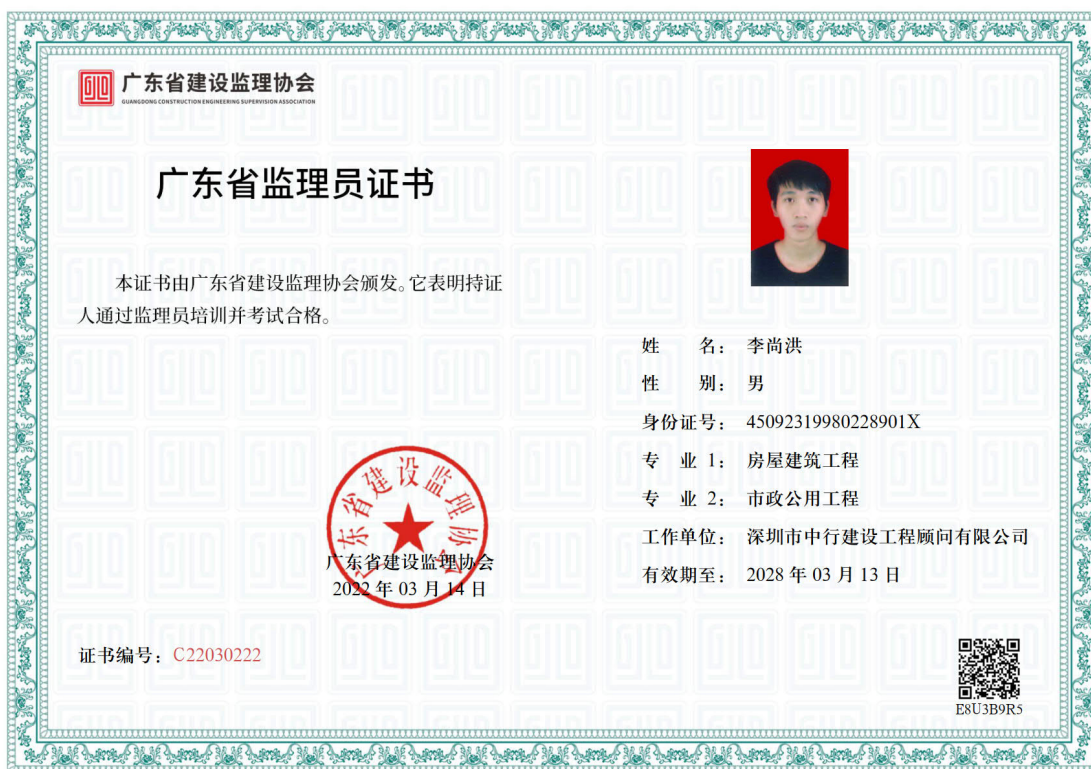 广东省建设监理协会
GUANGDONG CONSTRUCTION ENGINEERING SUPERVISION ASSOCIATION
广东省监理员证书
本证书由广东省建设监理协会颁发。它表明持证
人通过监理员培训并考试合格。
姓 名: 李尚洪
性 别: 男
身份证号: 45092319980228901X
专 业 1: 房屋建筑工程
专 业 2: 市政公用工程
工作单位: 深圳市中行建设工程顾问有限公司
有效期至: 2028 年 03 月 13 日
广东省建设监理协会
广东省建设监理协会
2022 年 03 月 14 日
证书编号: C22030222
E8U3B9R5